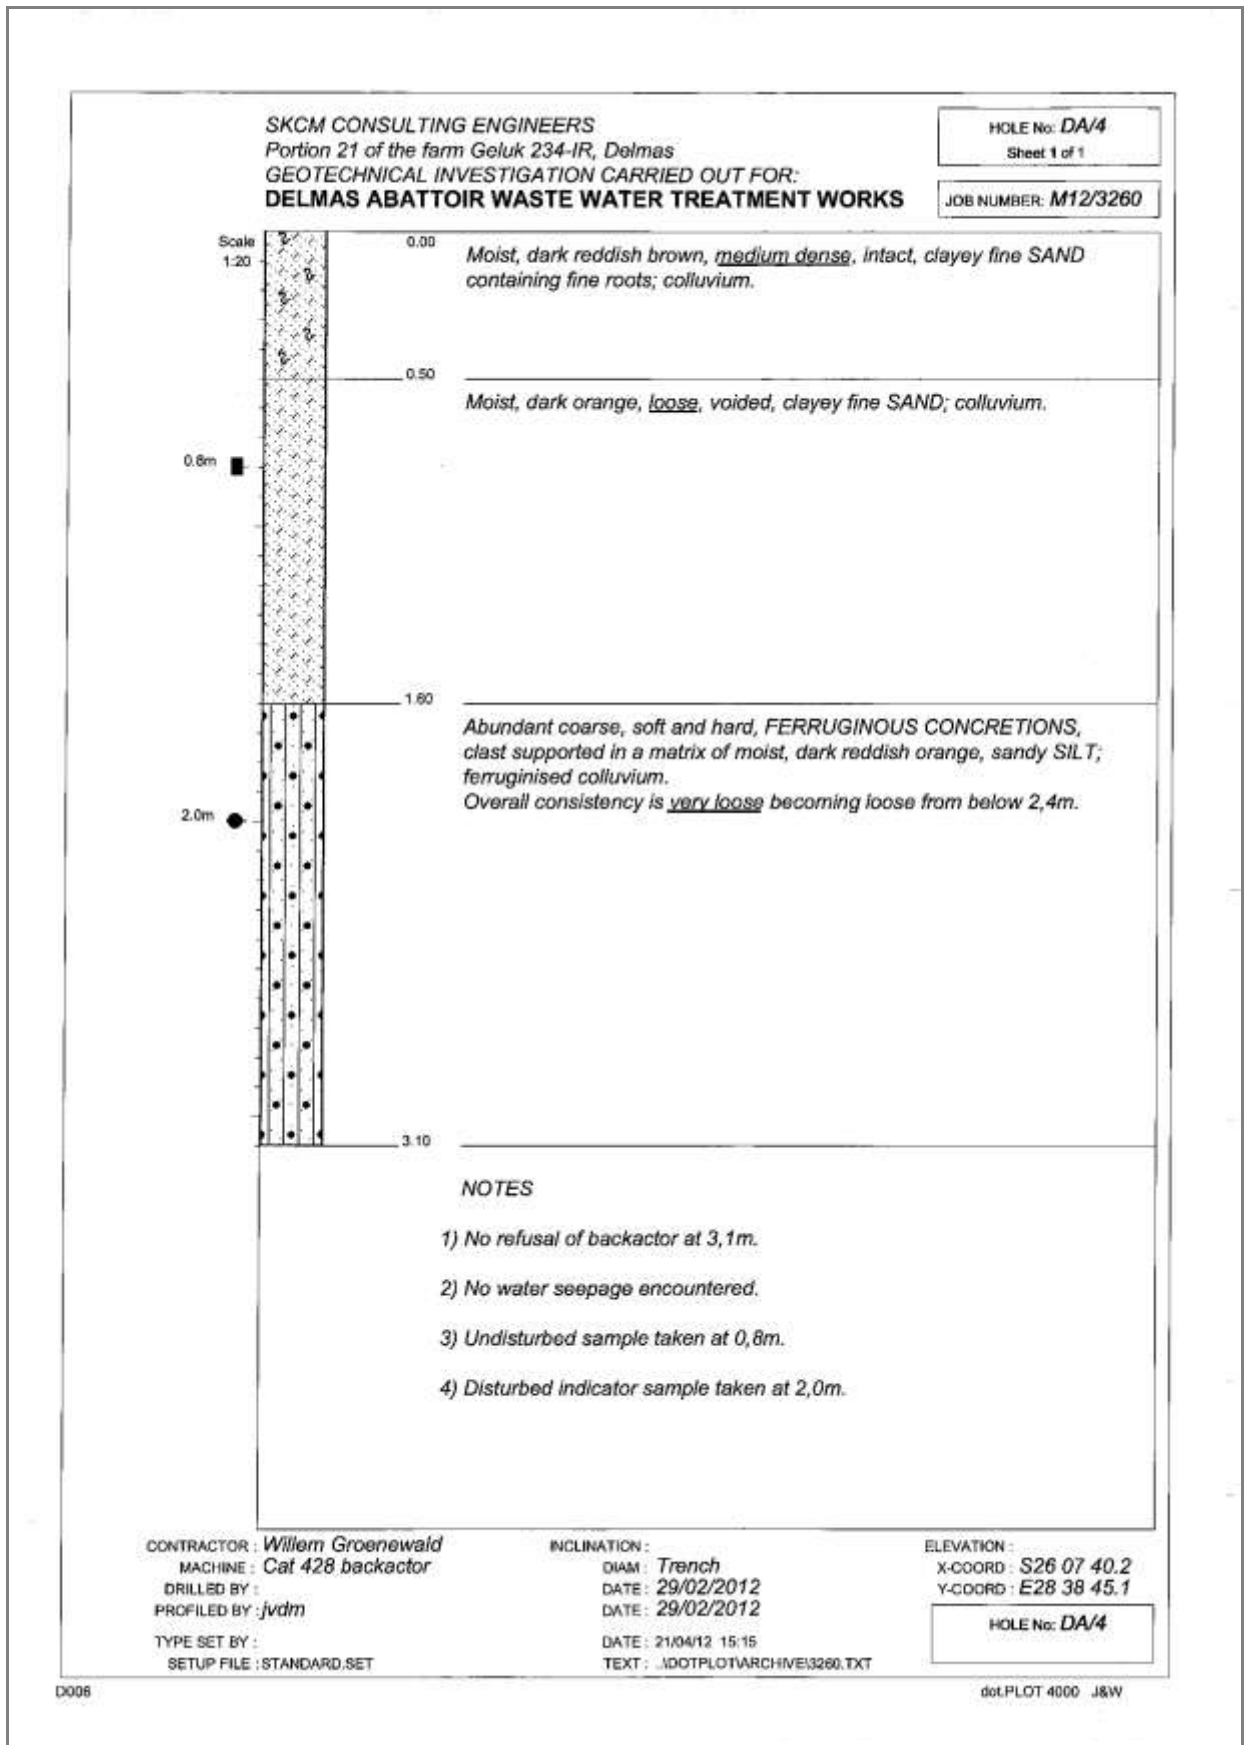 SKCM CONSULTING ENGINEERS
Portion 21 of the farm Geluk 234-IR, Delmas
GEOTECHNICAL INVESTIGATION CARRIED OUT FOR:
DELMAS ABATTOIR WASTE WATER TREATMENT WORKS
HOLE No: DA/4
Sheet 1 of 1
JOB NUMBER: M12/3260
Scale
1:20
0.00
Moist, dark reddish brown, medium dense, intact, clayey fine SAND
containing fine roots; colluvium.
0.50
Moist, dark orange, loose, voided, clayey fine SAND; colluvium.
0.8m
1.60
Abundant coarse, soft and hard, FERRUGINOUS CONCRETIONS,
clast supported in a matrix of moist, dark reddish orange, sandy SILT;
ferruginised colluvium.
Overall consistency is very loose becoming loose from below 2,4m.
2.0m
3.10
NOTES
1) No refusal of backactor at 3,1m.
2) No water seepage encountered.
3) Undisturbed sample taken at 0,8m.
4) Disturbed indicator sample taken at 2,0m.
CONTRACTOR : Willem Groenewald
MACHINE : Cat 428 backactor
DRILLED BY :
PROFILED BY : jvdm
TYPE SET BY :
SETUP FILE : STANDARD.SET
INCLINATION :
DIAM : Trench
DATE : 29/02/2012
DATE : 29/02/2012
DATE : 21/04/12 15:15
TEXT : ..\DOTPLOT\ARCHIVE\3260.TXT
ELEVATION :
X-COORD : S26 07 40.2
Y-COORD : E28 38 45.1
HOLE No: DA/4
D006
dot.PLOT 4000 J&W